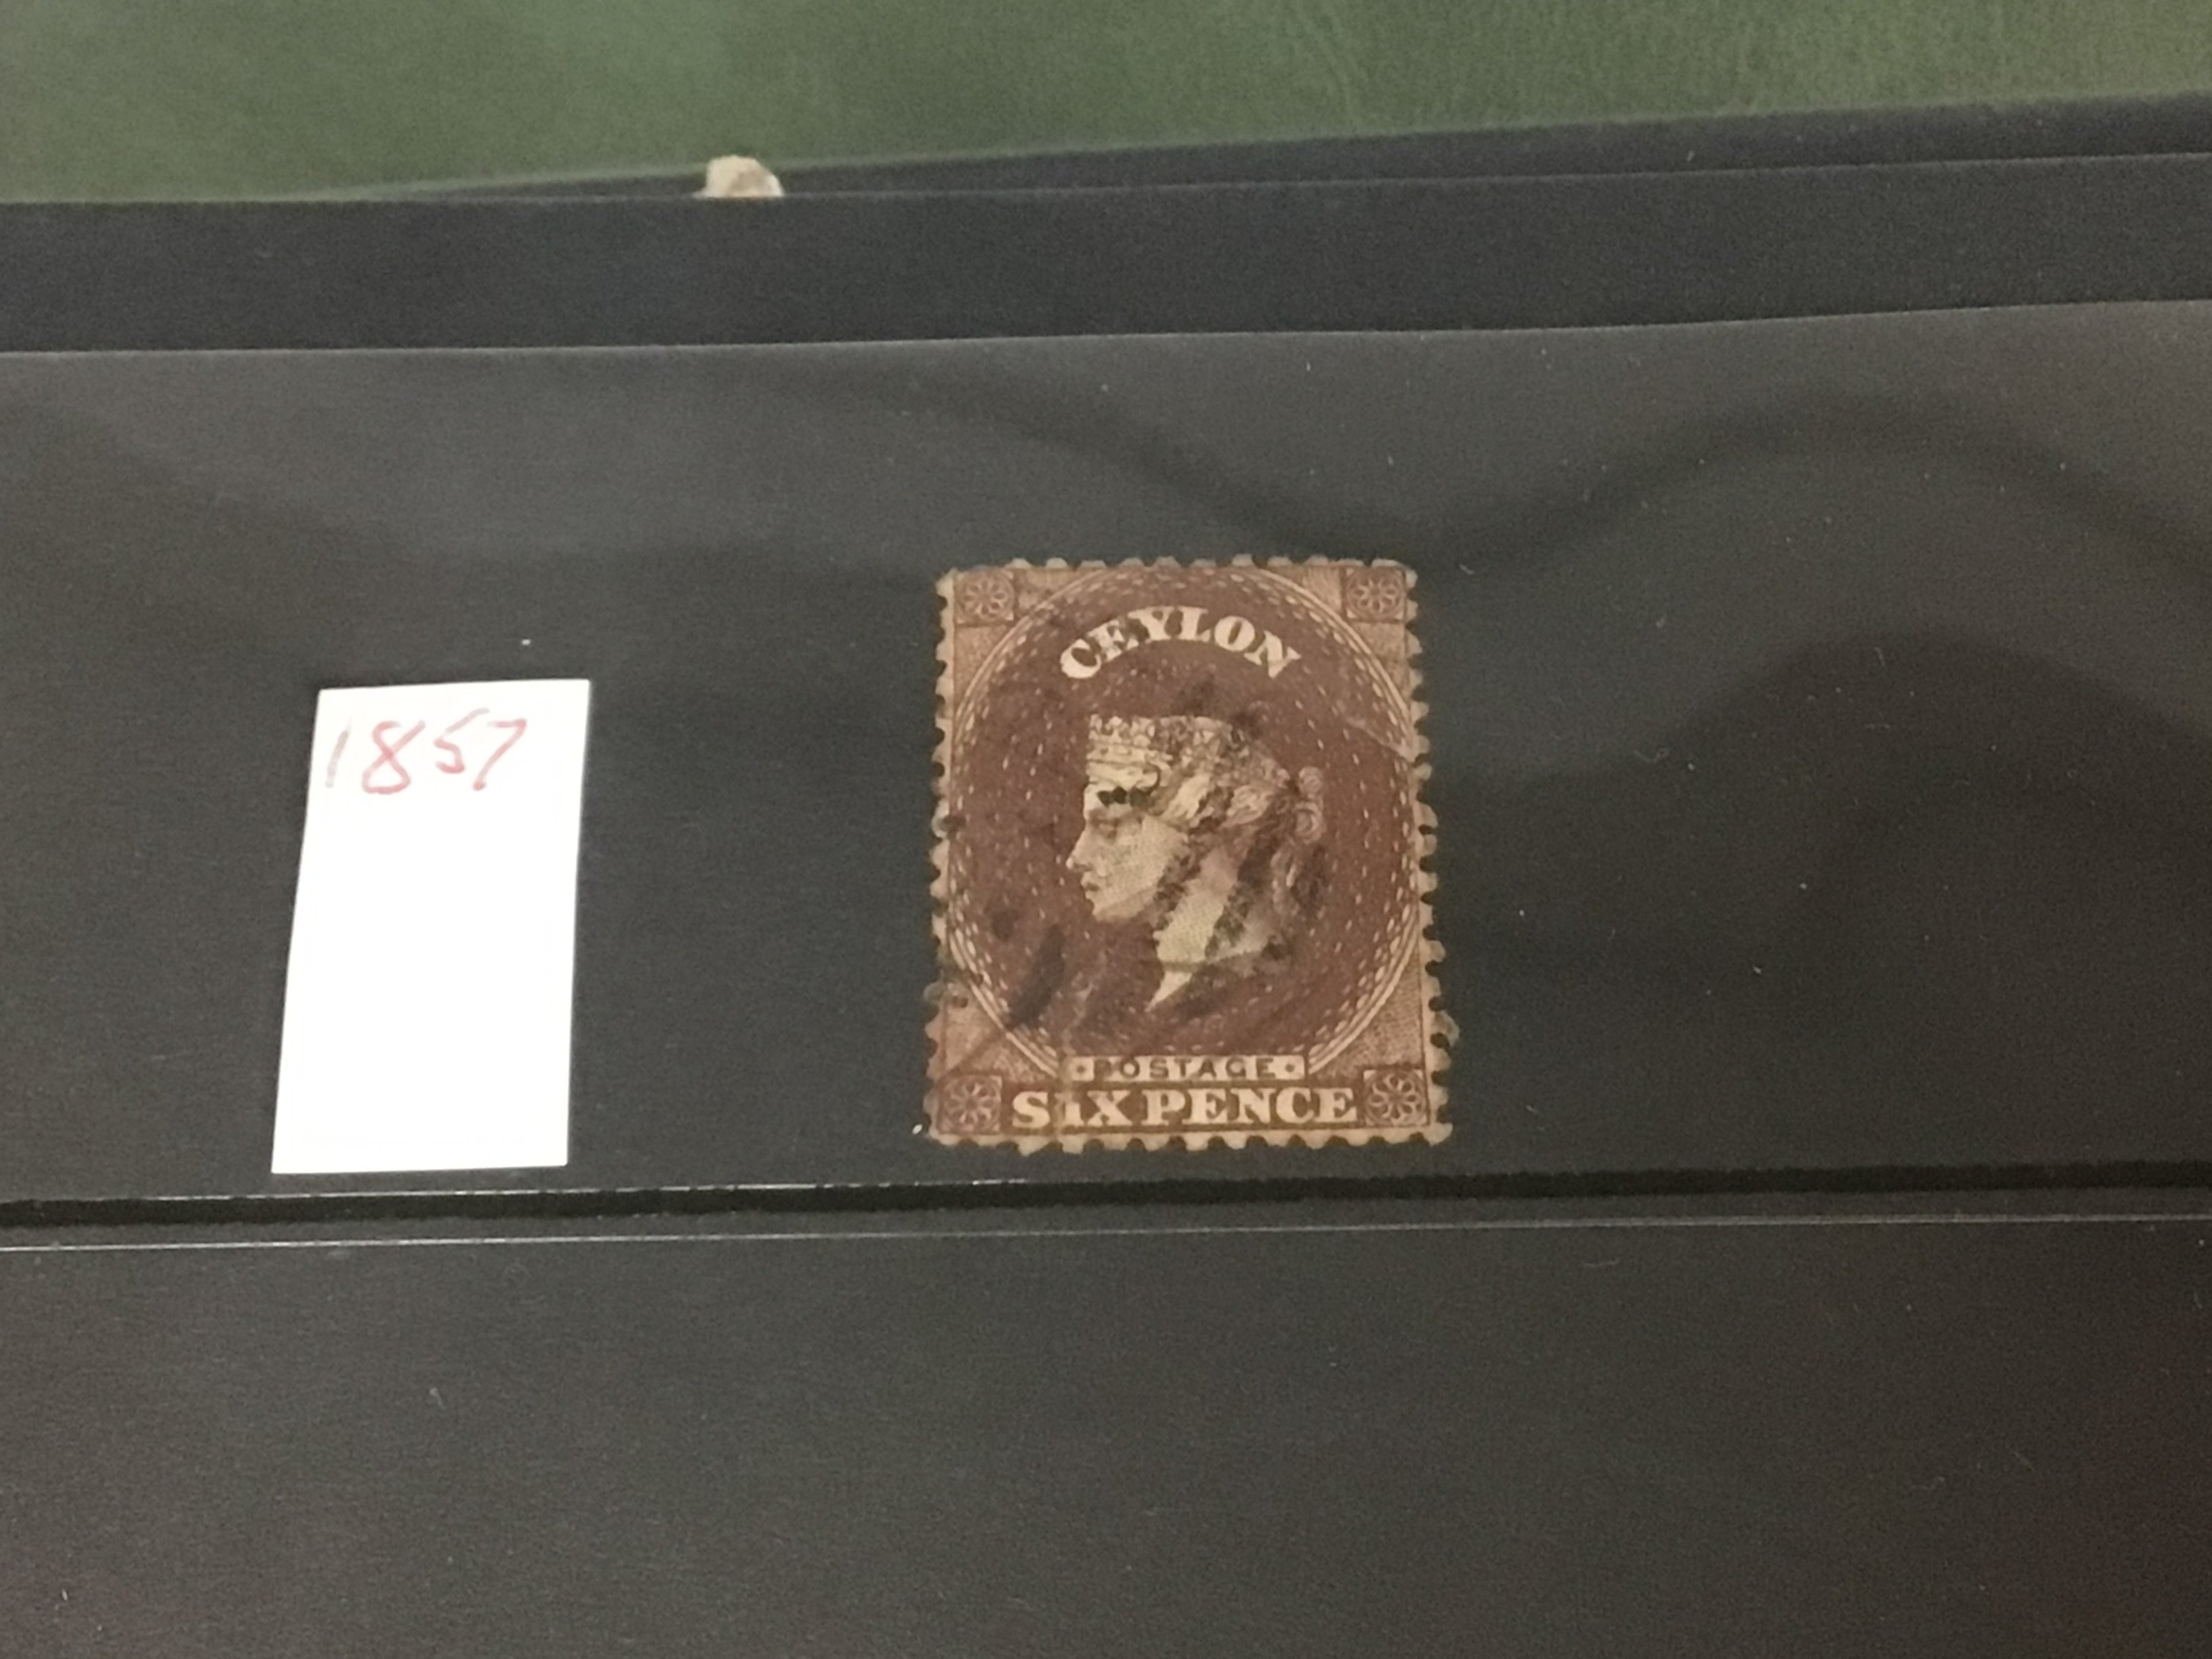 1857
CEYLON
POSTAGE
SIX PENCE